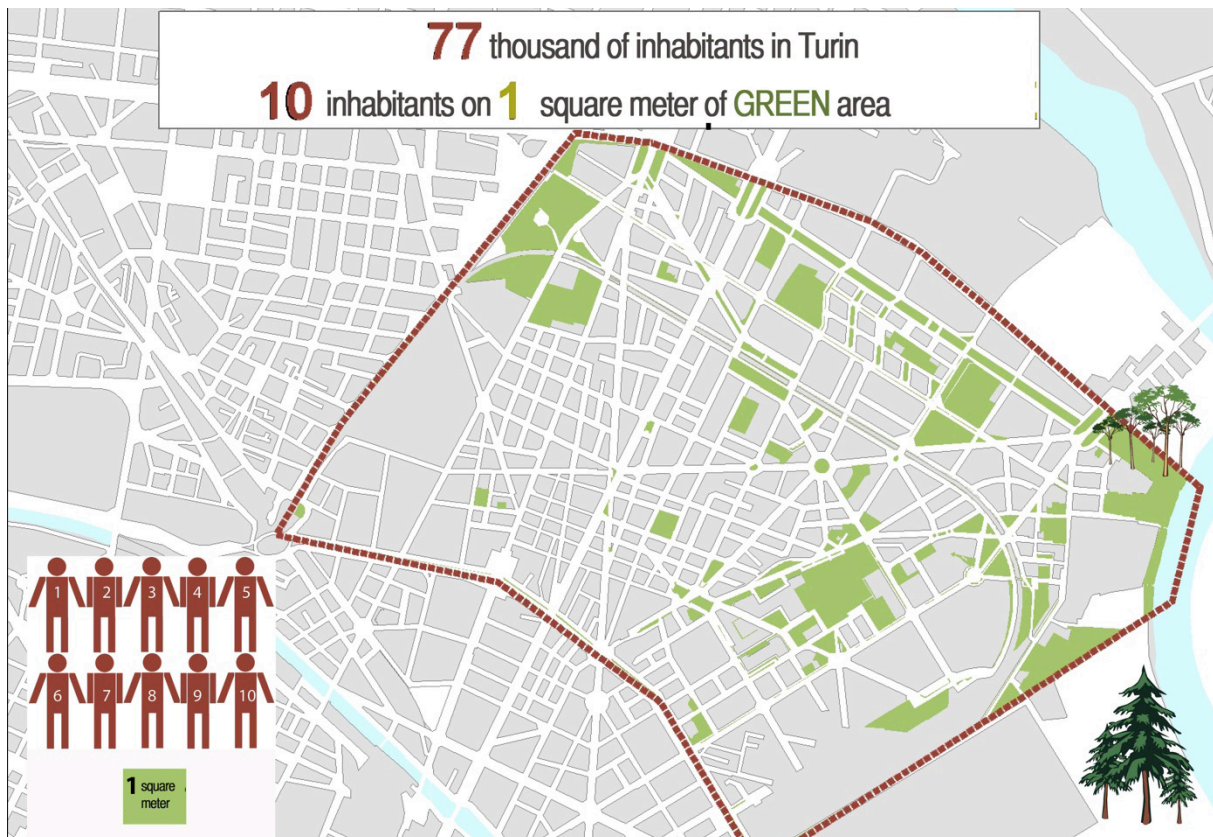 77 thousand of inhabitants in Turin
10 inhabitants on 1 square meter of GREEN area
1 2 3 4 5
6 7 8 9 10
1 square
meter